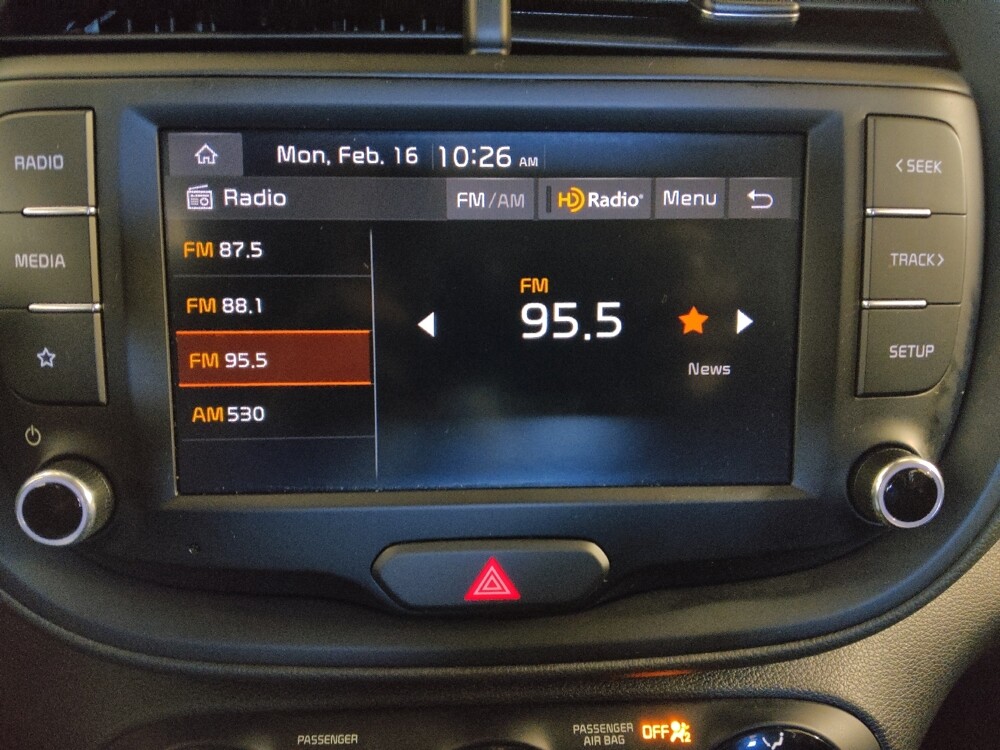 Mon, Feb. 16 10:26 AM
RADIO
< SEEK
Radio FM/AM HD Radio® Menu
FM 87.5
MEDIA
TRACK >
FM 88.1
FM
95.5
FM 95.5
SETUP
News
AM 530
PASSENGER
PASSENGER
AIR BAG
OFF
2